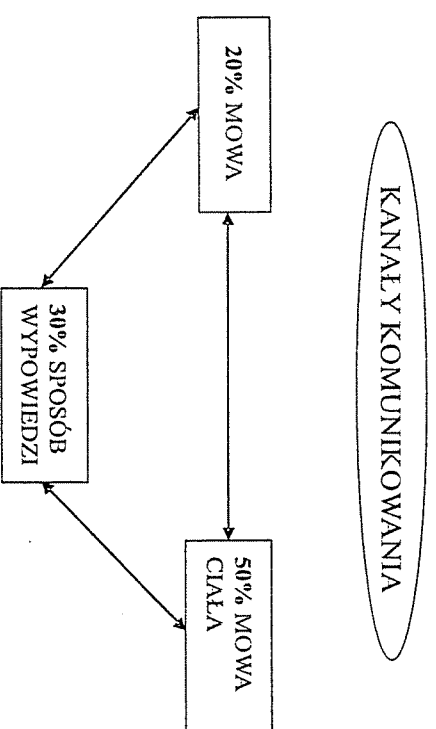 KANAŁY KOMUNIKOWANIA
20% MOWA
50% MOWA
CIAŁA
30% SPOSÓB
WYPOWIEDZI